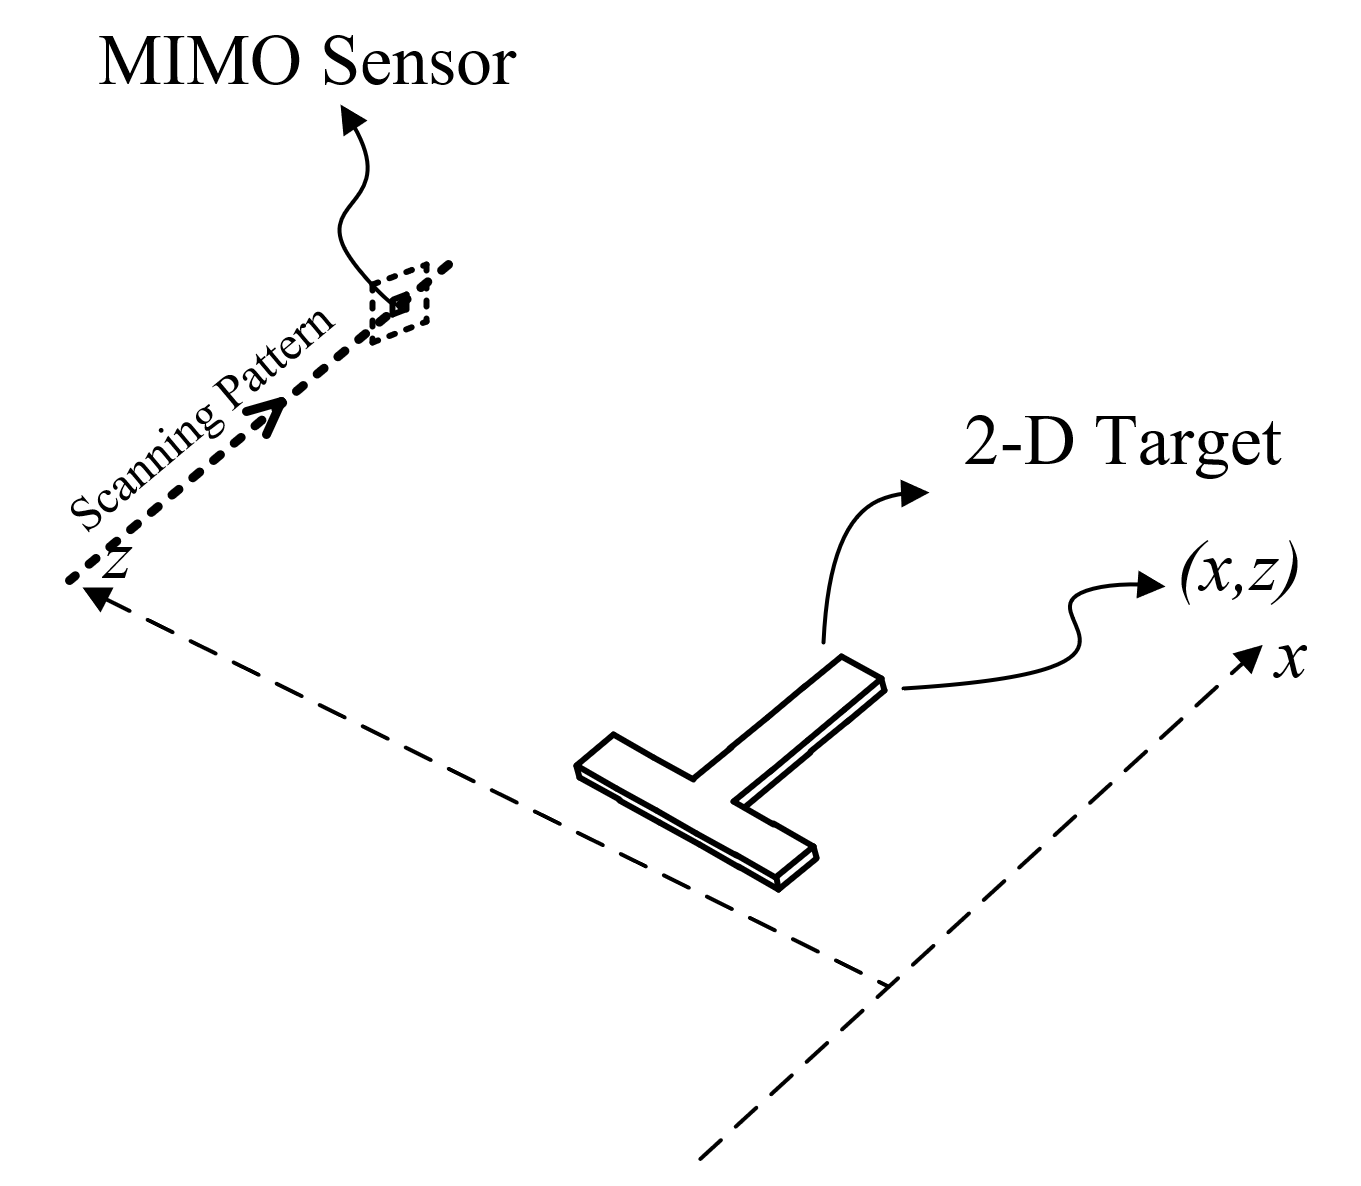 MIMO Sensor
Scanning Pattern
2-D Target
z
(x,z)
x